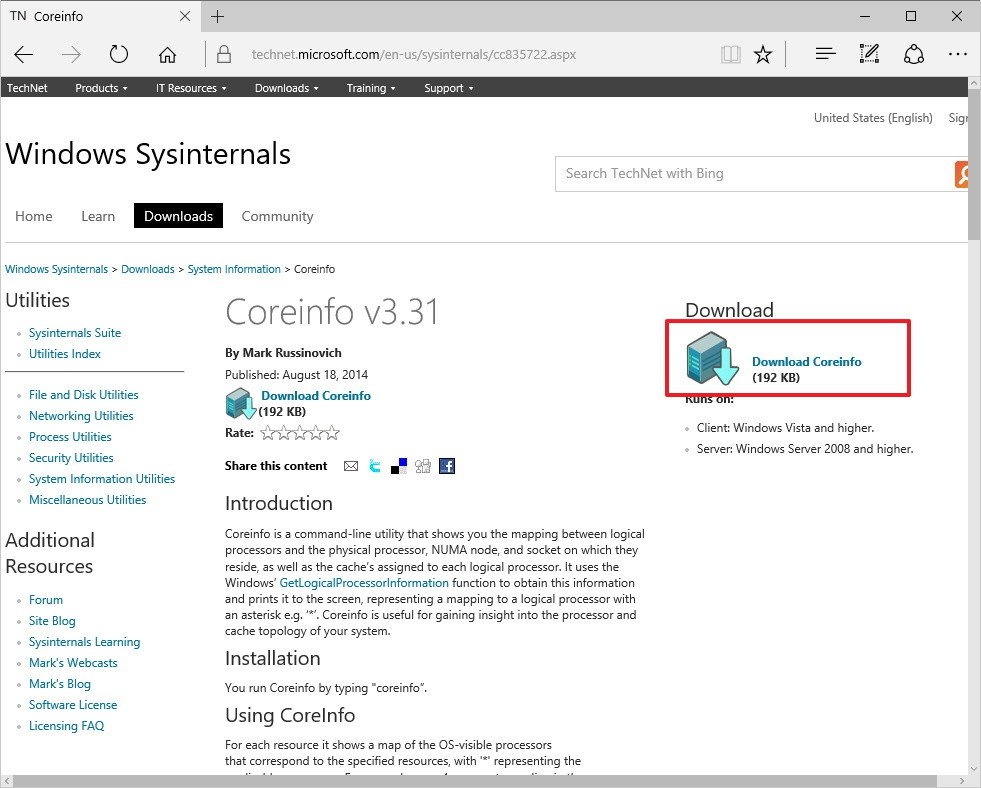 TN Coreinfo
technet.microsoft.com/en-us/sysinternals/cc835722.aspx
TechNet Products IT Resources Downloads Training Support
United States (English) Sign
Windows Sysinternals
Search TechNet with Bing
Home Learn Downloads Community
Windows Sysinternals > Downloads > System Information > Coreinfo
Utilities
Sysinternals Suite
Utilities Index
File and Disk Utilities
Networking Utilities
Process Utilities
Security Utilities
System Information Utilities
Miscellaneous Utilities
Additional
Resources
Forum
Site Blog
Sysinternals Learning
Mark's Webcasts
Mark's Blog
Software License
Licensing FAQ
Coreinfo v3.31
By Mark Russinovich
Published: August 18, 2014
Download Coreinfo
(192 KB)
Rate:
Share this content
Introduction
Coreinfo is a command-line utility that shows you the mapping between logical
processors and the physical processor, NUMA node, and socket on which they
reside, as well as the cache's assigned to each logical processor. It uses the
Windows' GetLogicalProcessorInformation function to obtain this information
and prints it to the screen, representing a mapping to a logical processor with
an asterisk e.g. '*'. Coreinfo is useful for gaining insight into the processor and
cache topology of your system.
Installation
You run Coreinfo by typing "coreinfo".
Using CoreInfo
For each resource it shows a map of the OS-visible processors
that correspond to the specified resources, with '*' representing the
Download
Download Coreinfo
(192 KB)
Runs on:
Client: Windows Vista and higher.
Server: Windows Server 2008 and higher.